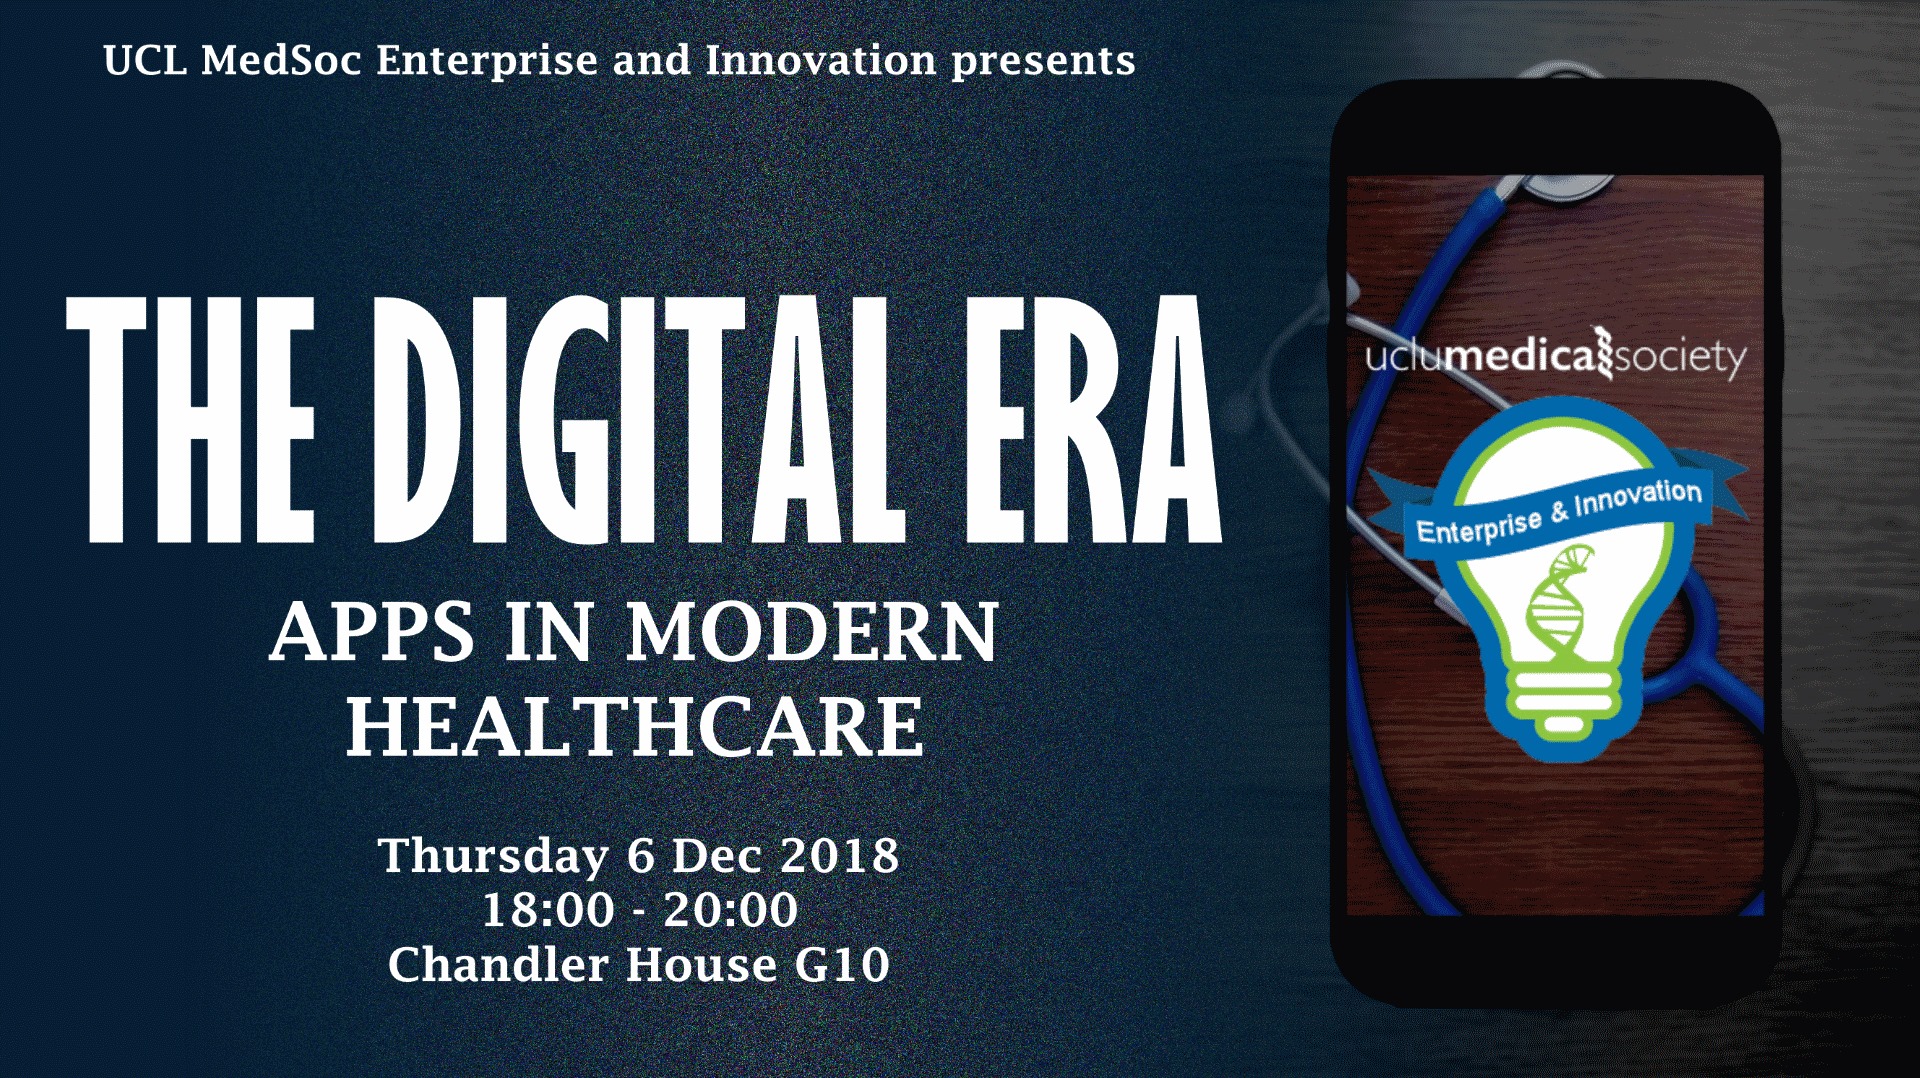 UCL MedSoc Enterprise and Innovation presents
THE DIGITAL ERA
APPS IN MODERN
HEALTHCARE
Thursday 6 Dec 2018
18:00 - 20:00
Chandler House G10
uclumedicalsociety
Enterprise & Innovation